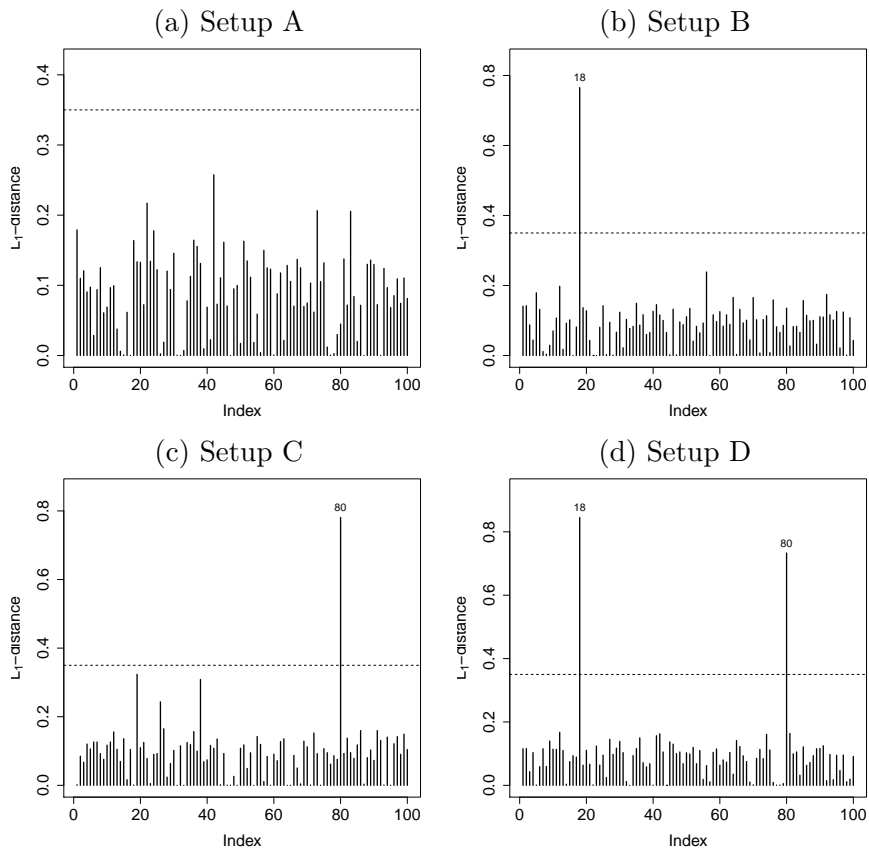 (a) Setup A
(b) Setup B
L1−distance
0.0 0.1 0.2 0.3 0.4
0 20 40 60 80 100
Index
L1−distance
0.0 0.2 0.4 0.6 0.8
18
0 20 40 60 80 100
Index
(c) Setup C
(d) Setup D
L1−distance
0.0 0.2 0.4 0.6 0.8
80
0 20 40 60 80 100
Index
L1−distance
0.0 0.2 0.4 0.6 0.8
18
80
0 20 40 60 80 100
Index